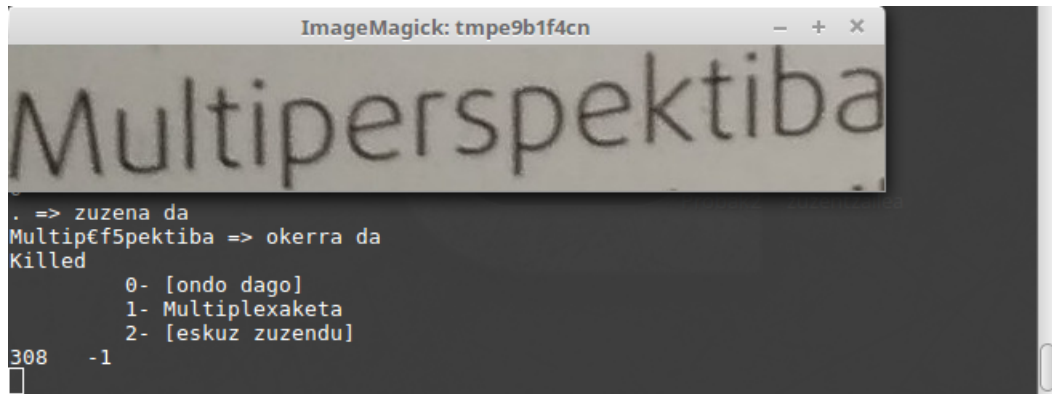 ImageMagick: tmpe9b1f4cn
Multiperspektiba
. => zuzena da
Multip€f5pektiba => okerra da
Killed
0- [ondo dago]
1- Multiplexaketa
2- [eskuz zuzendu]
308 -1